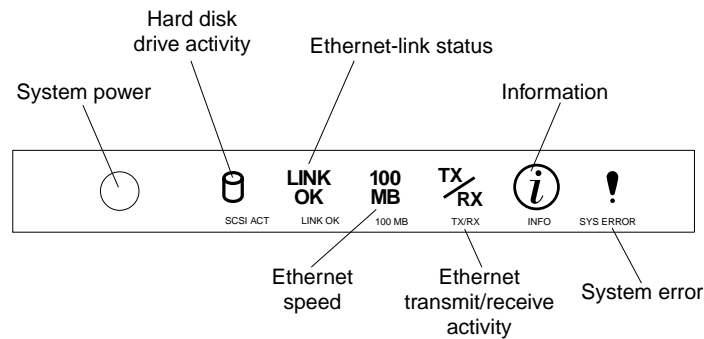 Hard disk
drive activity
Ethernet-link status
System power
Information
LINK
OK
100
MB
TX/RX
i
!
SCSI ACT
LINK OK
100 MB
TX/RX
INFO
SYS ERROR
Ethernet
speed
Ethernet
transmit/receive
activity
System error